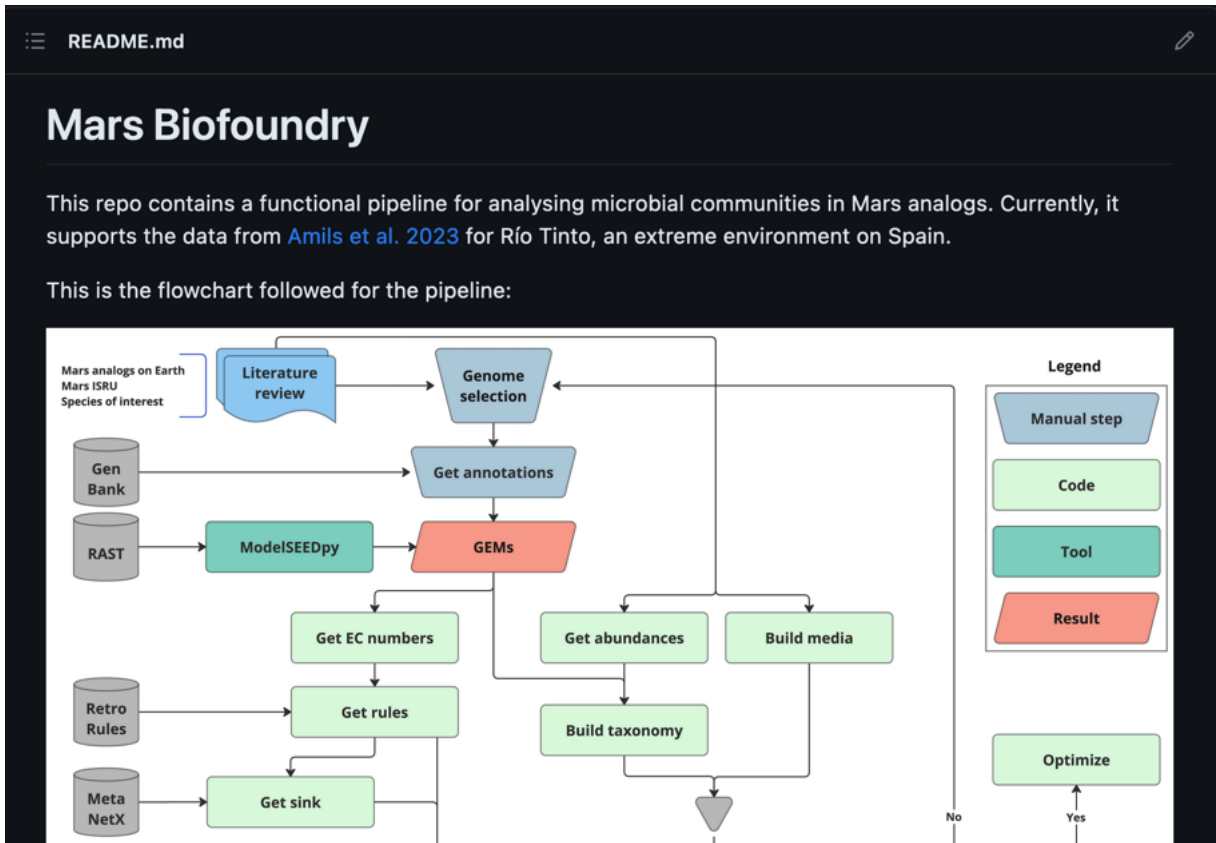 README.md
Mars Biofoundry
This repo contains a functional pipeline for analysing microbial communities in Mars analogs. Currently, it
supports the data from Amils et al. 2023 for Río Tinto, an extreme environment on Spain.
This is the flowchart followed for the pipeline:
Mars analogs on Earth
Mars ISRU
Species of interest
Literature
review
Genome
selection
Legend
Manual step
Gen
Bank
Get annotations
Code
RAST
ModelSEEDpy
GEMs
Tool
Result
Get EC numbers
Get abundances
Build media
Retro
Rules
Get rules
Build taxonomy
Optimize
Meta
NetX
Get sink
No
Yes